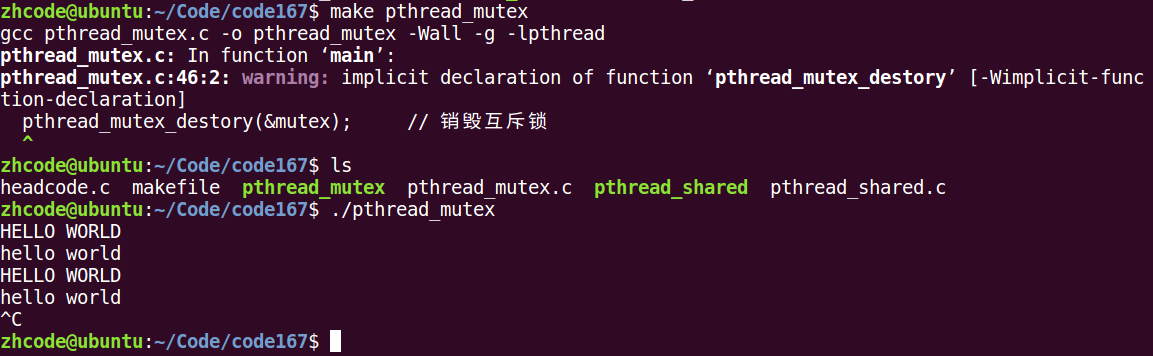 zhcode@ubuntu:~/Code/code167$ make pthread_mutex
gcc pthread_mutex.c -o pthread_mutex -Wall -g -lpthread
pthread_mutex.c: In function ‘main’:
pthread_mutex.c:46:2: warning: implicit declaration of function ‘pthread_mutex_destory’ [-Wimplicit-func
tion-declaration]
  pthread_mutex_destory(&mutex);     // 销毁互斥锁
  ^
zhcode@ubuntu:~/Code/code167$ ls
headcode.c  makefile  pthread_mutex  pthread_mutex.c  pthread_shared  pthread_shared.c
zhcode@ubuntu:~/Code/code167$ ./pthread_mutex
HELLO WORLD
hello world
HELLO WORLD
hello world
^C
zhcode@ubuntu:~/Code/code167$